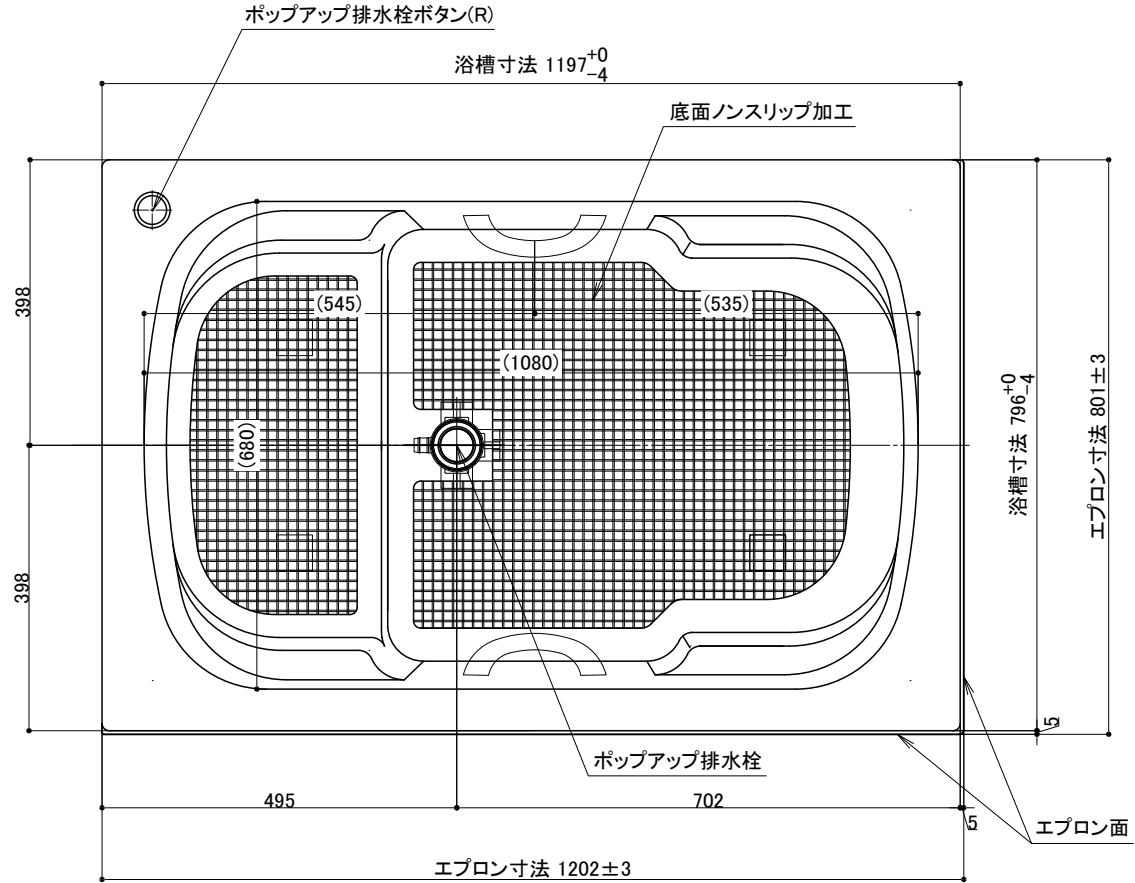 ポップアップ排水栓ボタン(R)
浴槽寸法 1197+0 -4
底面ノンスリップ加工
398
(545)
(535)
(1080)
(680)
浴槽寸法 796+0 -4
エプロン寸法 801±3
398
5
ポップアップ排水栓
495
702
5
エプロン面
エプロン寸法 1202±3